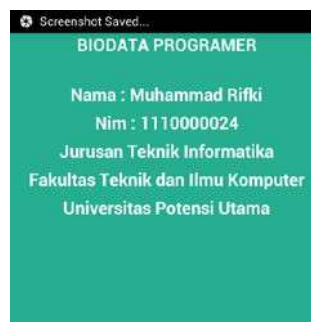 Screenshot Saved...
BIODATA PROGRAMER
Nama : Muhammad Rifki
Nim : 1110000024
Jurusan Teknik Informatika
Fakultas Teknik dan Ilmu Komputer
Universitas Potensi Utama